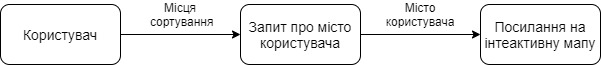 Користувач
Місця
сортування
Запит про місто
користувача
Місто
користувача
Посилання на
інтеактивну мапу